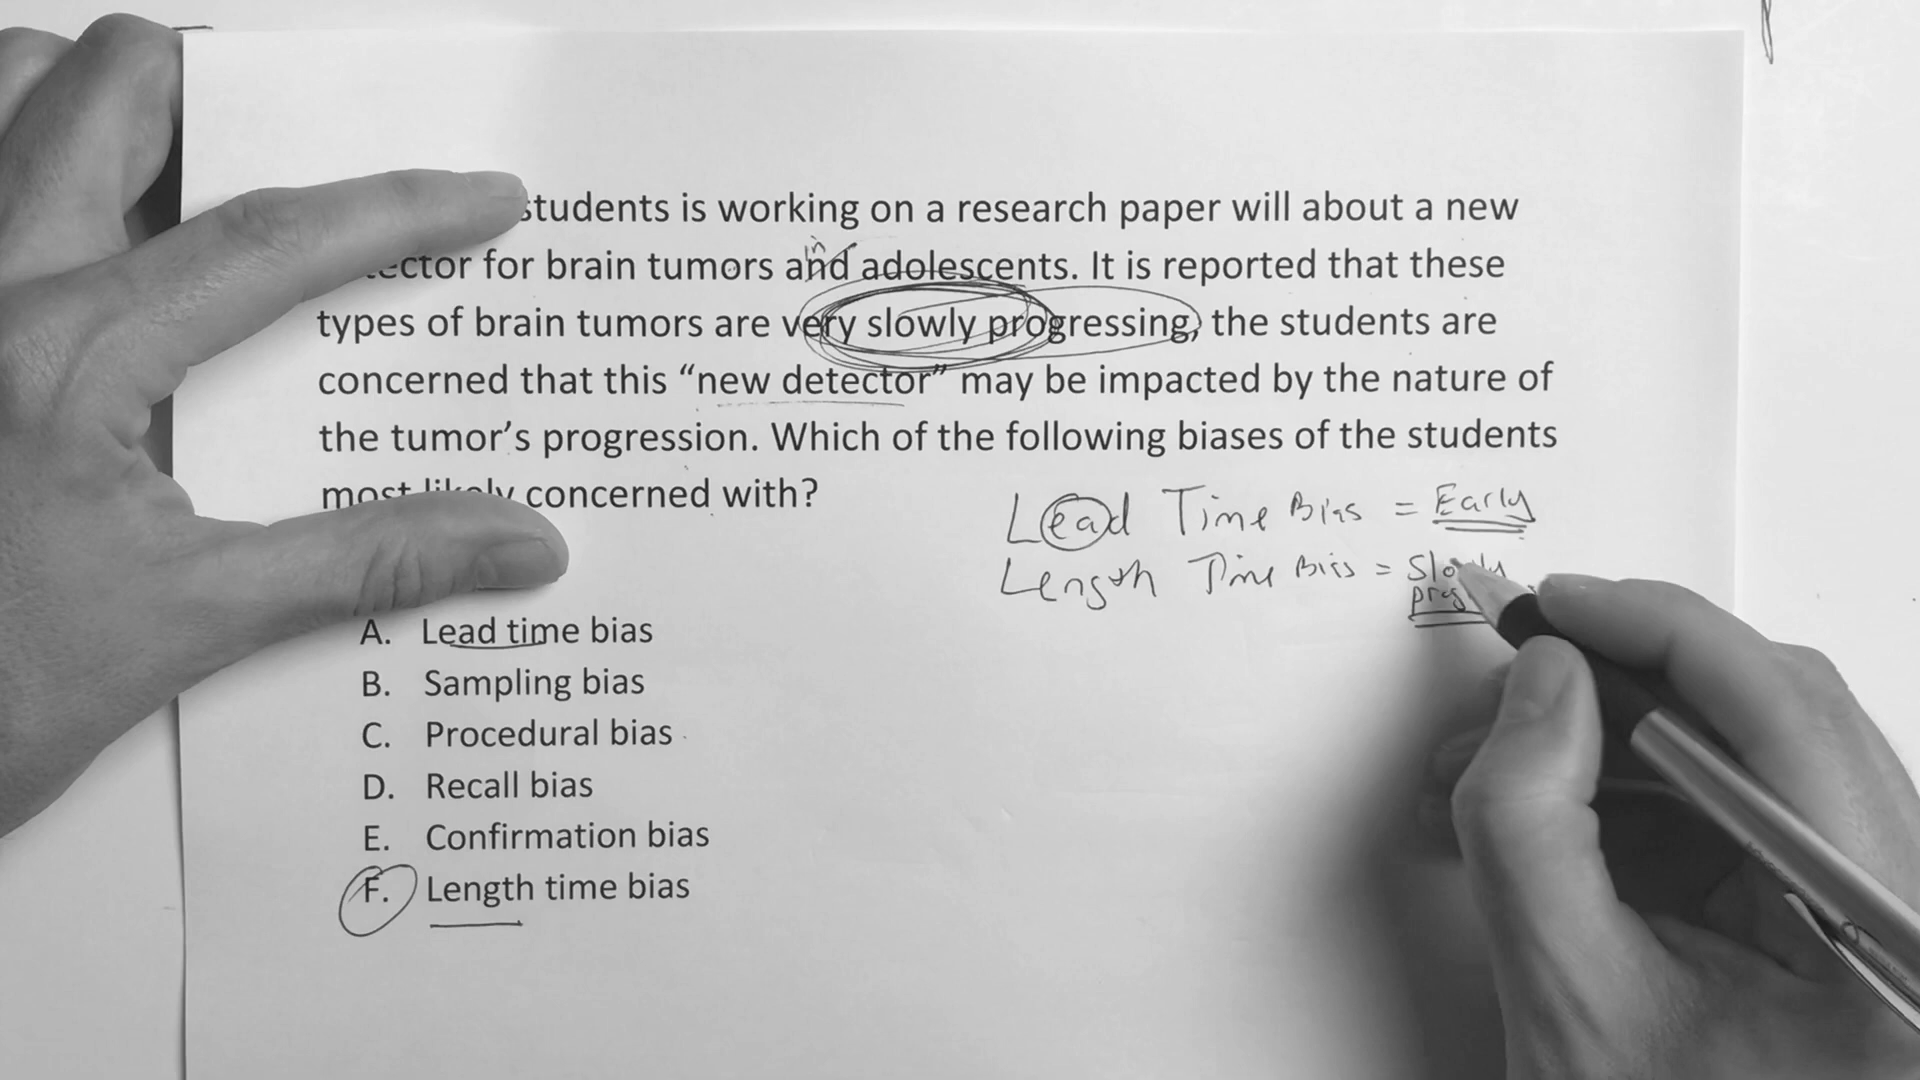 students is working on a research paper will about a new
in
for brain tumors and adolescents. It is reported that these
types of brain tumors are very slowly progressing, the students are
concerned that this “new detector” may be impacted by the nature of
the tumor’s progression. Which of the following biases of the students
most likely concerned with?
Lead Time Bias = Early
Length Time Bias = Slowly
A. Lead time bias
B. Sampling bias
C. Procedural bias
D. Recall bias
E. Confirmation bias
F. Length time bias